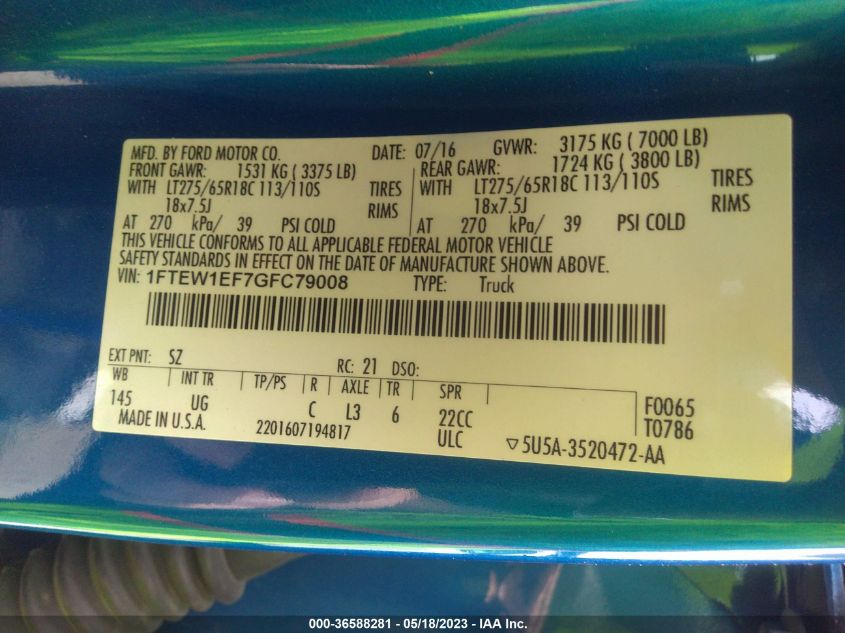 MFD. BY FORD MOTOR CO. DATE: 07/16 GVWR: 3175 KG ( 7000 LB)
FRONT GAWR: 1531 KG ( 3375 LB) REAR GAWR: 1724 KG ( 3800 LB)
WITH LT275/65R18C 113/110S TIRES WITH LT275/65R18C 113/110S TIRES
18x7.5J RIMS 18x7.5J RIMS
AT 270 kPa/ 39 PSI COLD AT 270 kPa/ 39 PSI COLD
THIS VEHICLE CONFORMS TO ALL APPLICABLE FEDERAL MOTOR VEHICLE
SAFETY STANDARDS IN EFFECT ON THE DATE OF MANUFACTURE SHOWN ABOVE.
VIN: 1FTEW1EF7GFC79008 TYPE: Truck
EXT PNT: SZ RC: 21 DSO:
WB INT TR TP/PS R AXLE TR SPR
145 UG C L3 6 22CC F0065
MADE IN U.S.A. 2201607194817 ULC T0786
▽5U5A-3520472-AA
000-36588281 - 05/18/2023 - IAA Inc.